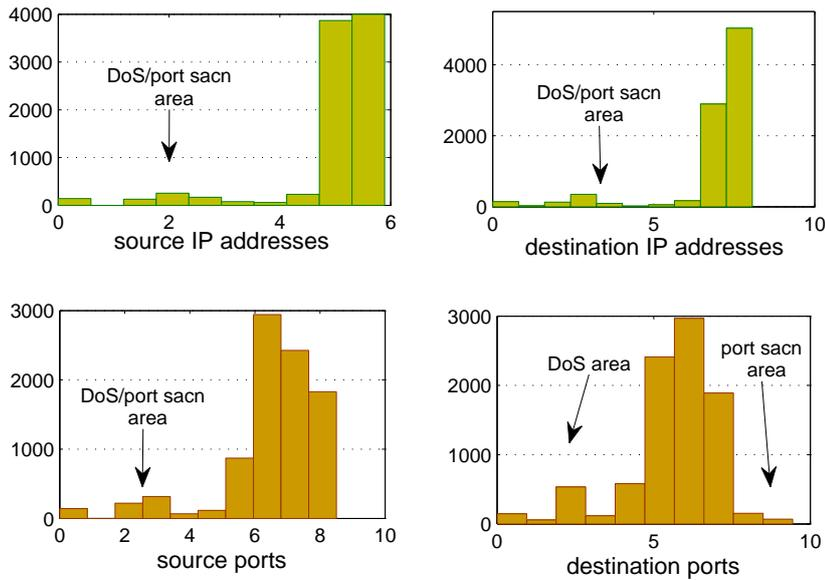 4000
3000
2000
1000
0
DoS/port sacn
area
0 2 4 6
source IP addresses
4000
2000
0
DoS/port sacn
area
0 5 10
destination IP addresses
3000
2000
1000
0
DoS/port sacn
area
0 2 4 6 8 10
source ports
3000
2000
1000
0
DoS area
port sacn
area
0 5 10
destination ports